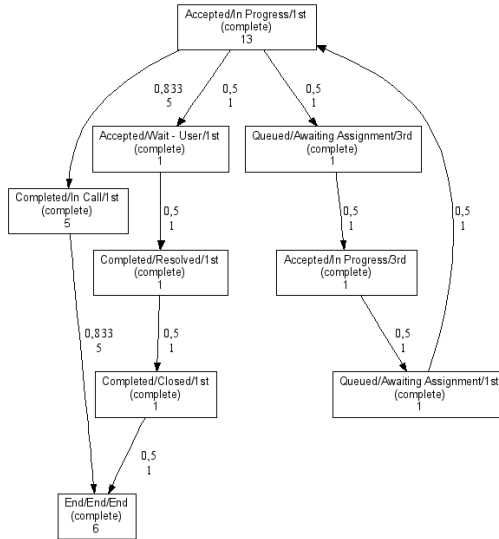 Accepted/In Progress/1st
(complete)
13
0,833
5
0,5
1
0,5
1
Accepted/Wait - User/1st
(complete)
1
Queued/Awaiting Assignment/3rd
(complete)
1
Completed/In Call/1st
(complete)
5
0,5
1
0,5
1
0,5
1
Completed/Resolved/1st
(complete)
1
Accepted/In Progress/3rd
(complete)
1
0,833
5
0,5
1
0,5
1
Completed/Closed/1st
(complete)
1
Queued/Awaiting Assignment/1st
(complete)
1
0,5
1
End/End/End
(complete)
6